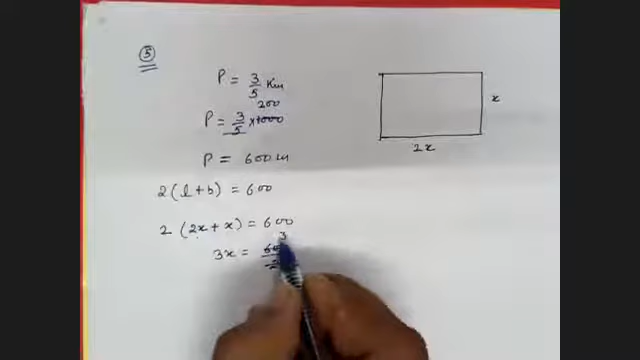 5
P = 3/5 Km
200
P = 3/5 × 1000
P = 600 m
2(l + b) = 600
2(2x + x) = 600
3
3x = 600/2
x
2x